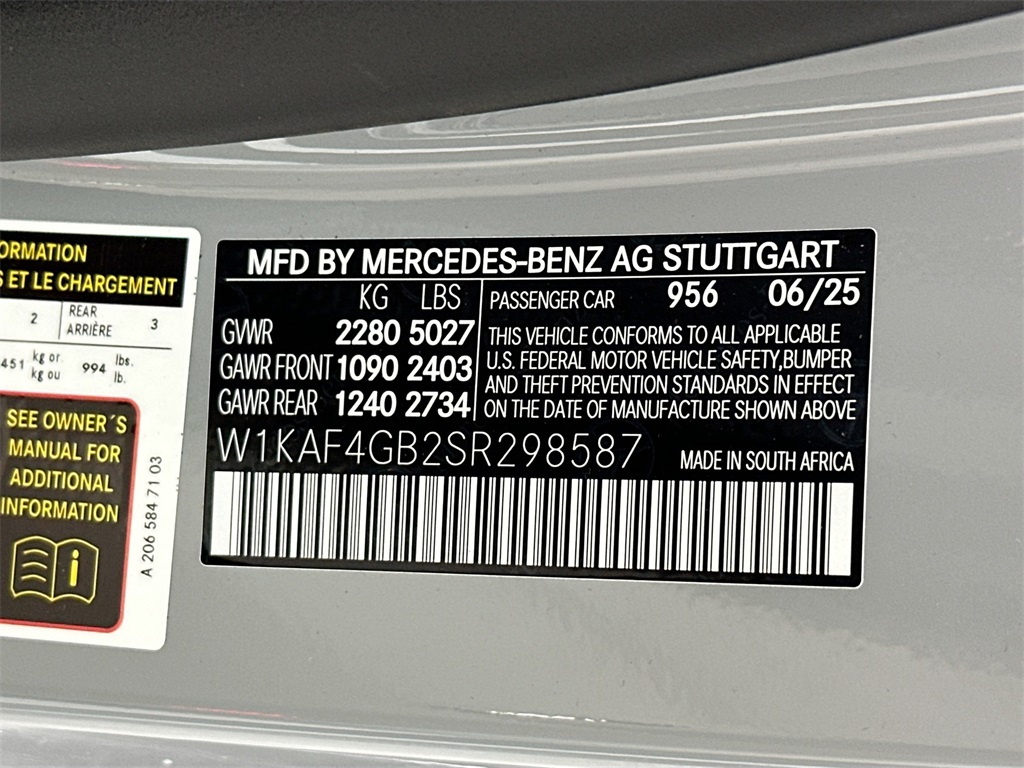 ORMATION
S ET LE CHARGEMENT
2
REAR
ARRIÈRE
3
451
kg or
kg ou
994
lbs.
lb.
SEE OWNER´S
MANUAL FOR
ADDITIONAL
INFORMATION
i
A 206 584 71 03
MFD BY MERCEDES-BENZ AG STUTTGART
KG LBS
GVWR 2280 5027
GAWR FRONT 1090 2403
GAWR REAR 1240 2734
PASSENGER CAR 956 06/25
THIS VEHICLE CONFORMS TO ALL APPLICABLE
U.S. FEDERAL MOTOR VEHICLE SAFETY,BUMPER
AND THEFT PREVENTION STANDARDS IN EFFECT
ON THE DATE OF MANUFACTURE SHOWN ABOVE
W1KAF4GB2SR298587
MADE IN SOUTH AFRICA